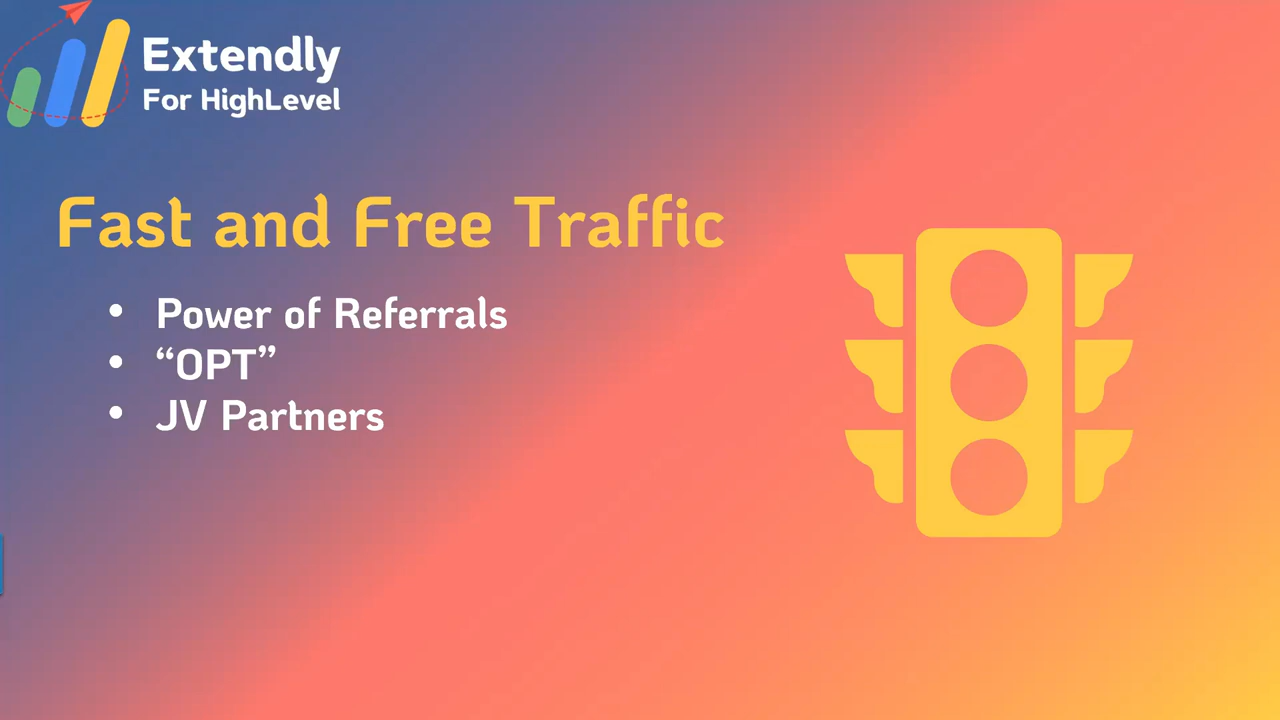 Extendly
For HighLevel
Fast and Free Traffic
• Power of Referrals
• “OPT”
• JV Partners